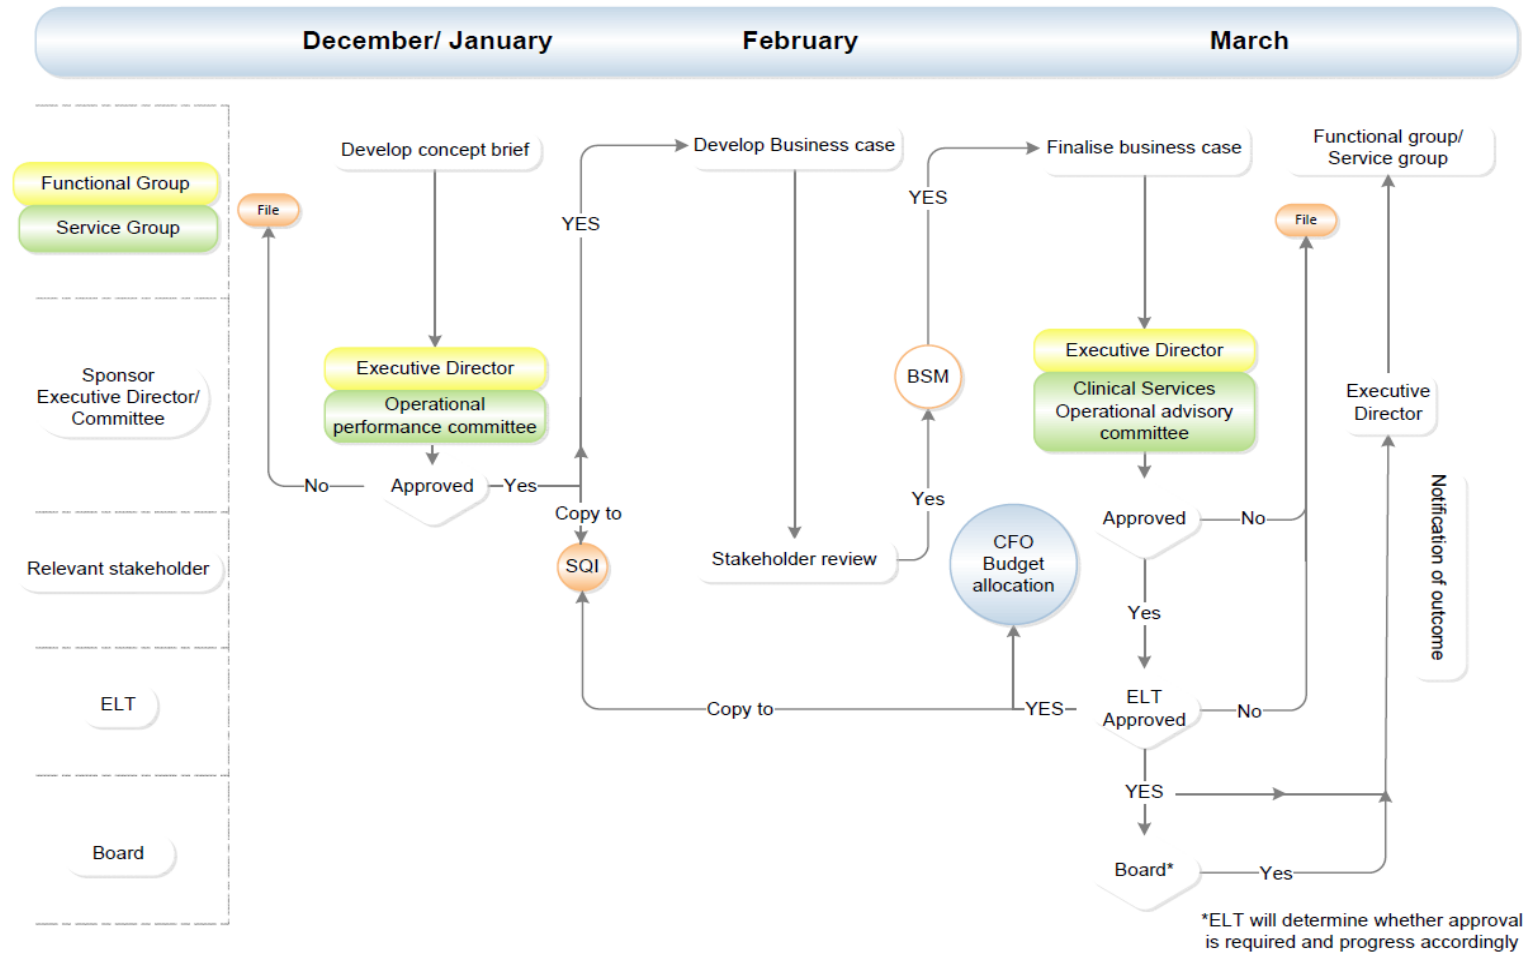 December/ January
February
March
Functional Group
Service Group
Sponsor
Executive Director/
Committee
Relevant stakeholder
ELT
Board
File
Develop concept brief
Executive Director
Operational
performance committee
Approved
No
Yes
YES
Copy to
SQI
Develop Business case
Stakeholder review
Yes
BSM
YES
Finalise business case
Executive Director
Clinical Services
Operational advisory
committee
Approved
No
File
Yes
CFO
Budget
allocation
ELT
Approved
No
YES
Copy to
YES
Board*
Yes
Functional group/
Service group
Executive
Director
Notification of outcome
*ELT will determine whether approval
is required and progress accordingly